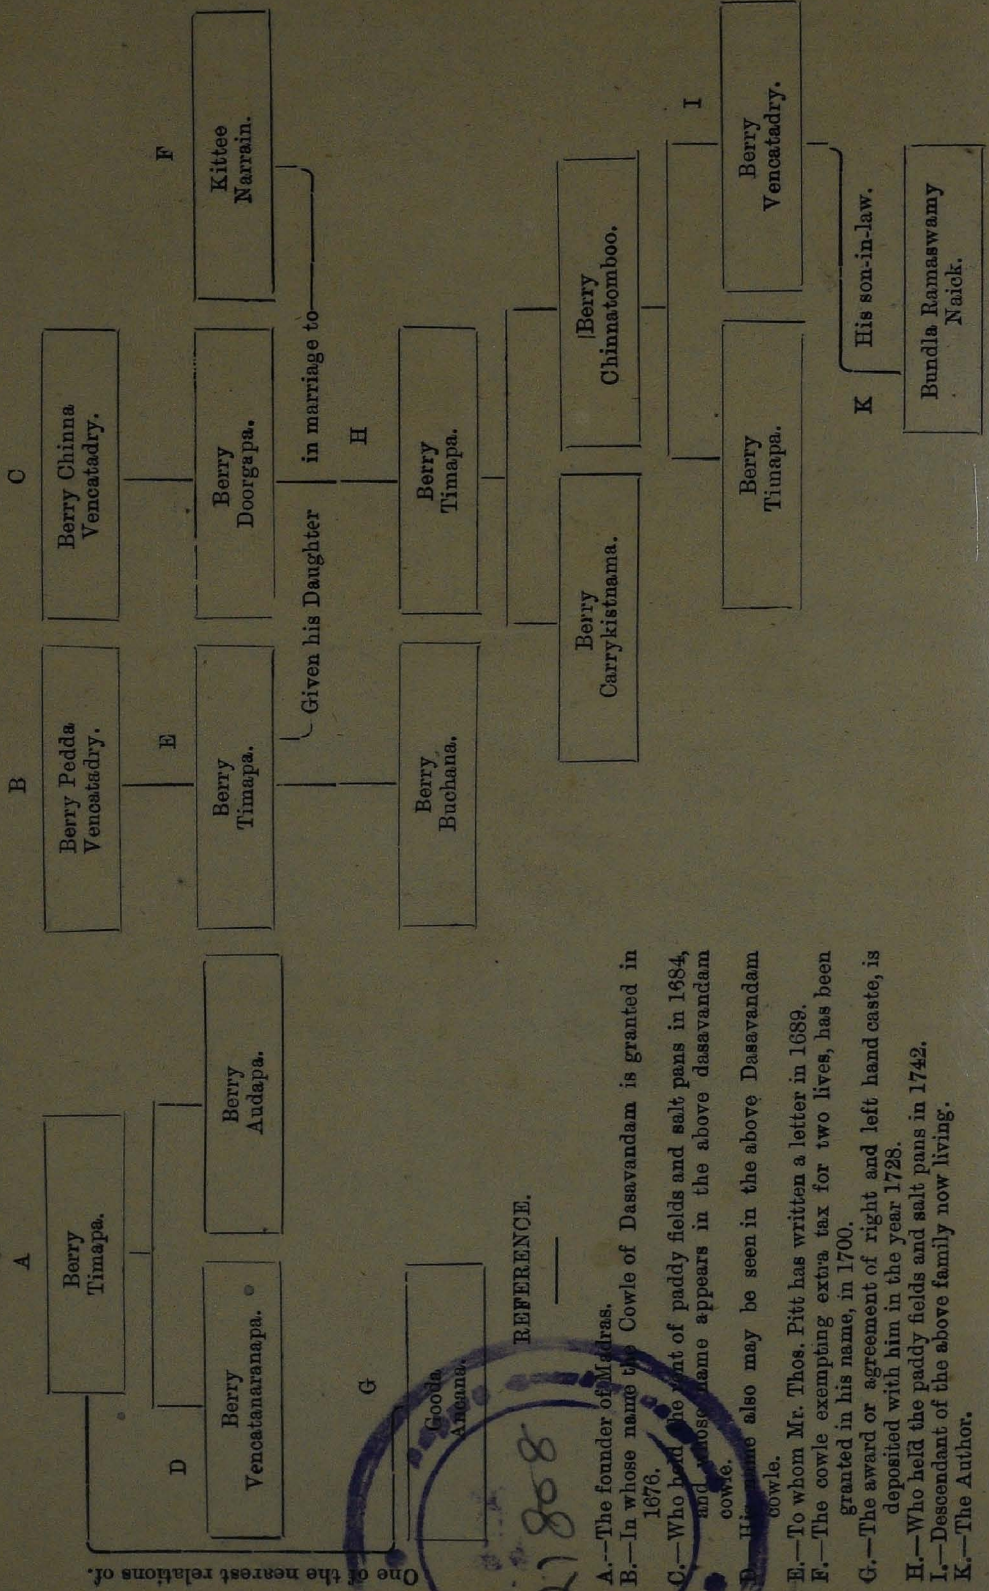 A
Berry
Timapa.
D
Berry
Vencatanaranapa.
Berry
Audapa.
One of the nearest relations of.
G
Gooda
Ancana.
B
Berry Pedda
Vencatadry.
C
Berry Chinna
Vencatadry.
E
Berry
Timapa.
Berry
Doorgapa.
F
Kittee
Narrain.
Given his Daughter in marriage to
H
Berry
Buchana.
Berry
Timapa.
Berry
Carrykistnama.
Berry
Chinnatomboo.
I
Berry
Timapa.
Berry
Vencatadry.
K His son-in-law.
Bundla Ramaswamy
Naick.
REFERENCE.
A.—The founder of Madras.
B.—In whose name the Cowle of Dasavandam is granted in
1676.
C.—Who held the rent of paddy fields and salt pans in 1684,
and whose name appears in the above dasavandam
cowle.
D.—His name also may be seen in the above Dasavandam
cowle.
E.—To whom Mr. Thos. Pitt has written a letter in 1689.
F.—The cowle exempting extra tax for two lives, has been
granted in his name, in 1700.
G.—The award or agreement of right and left hand caste, is
deposited with him in the year 1728.
H.—Who held the paddy fields and salt pans in 1742.
I.—Descendant of the above family now living.
K.—The Author.